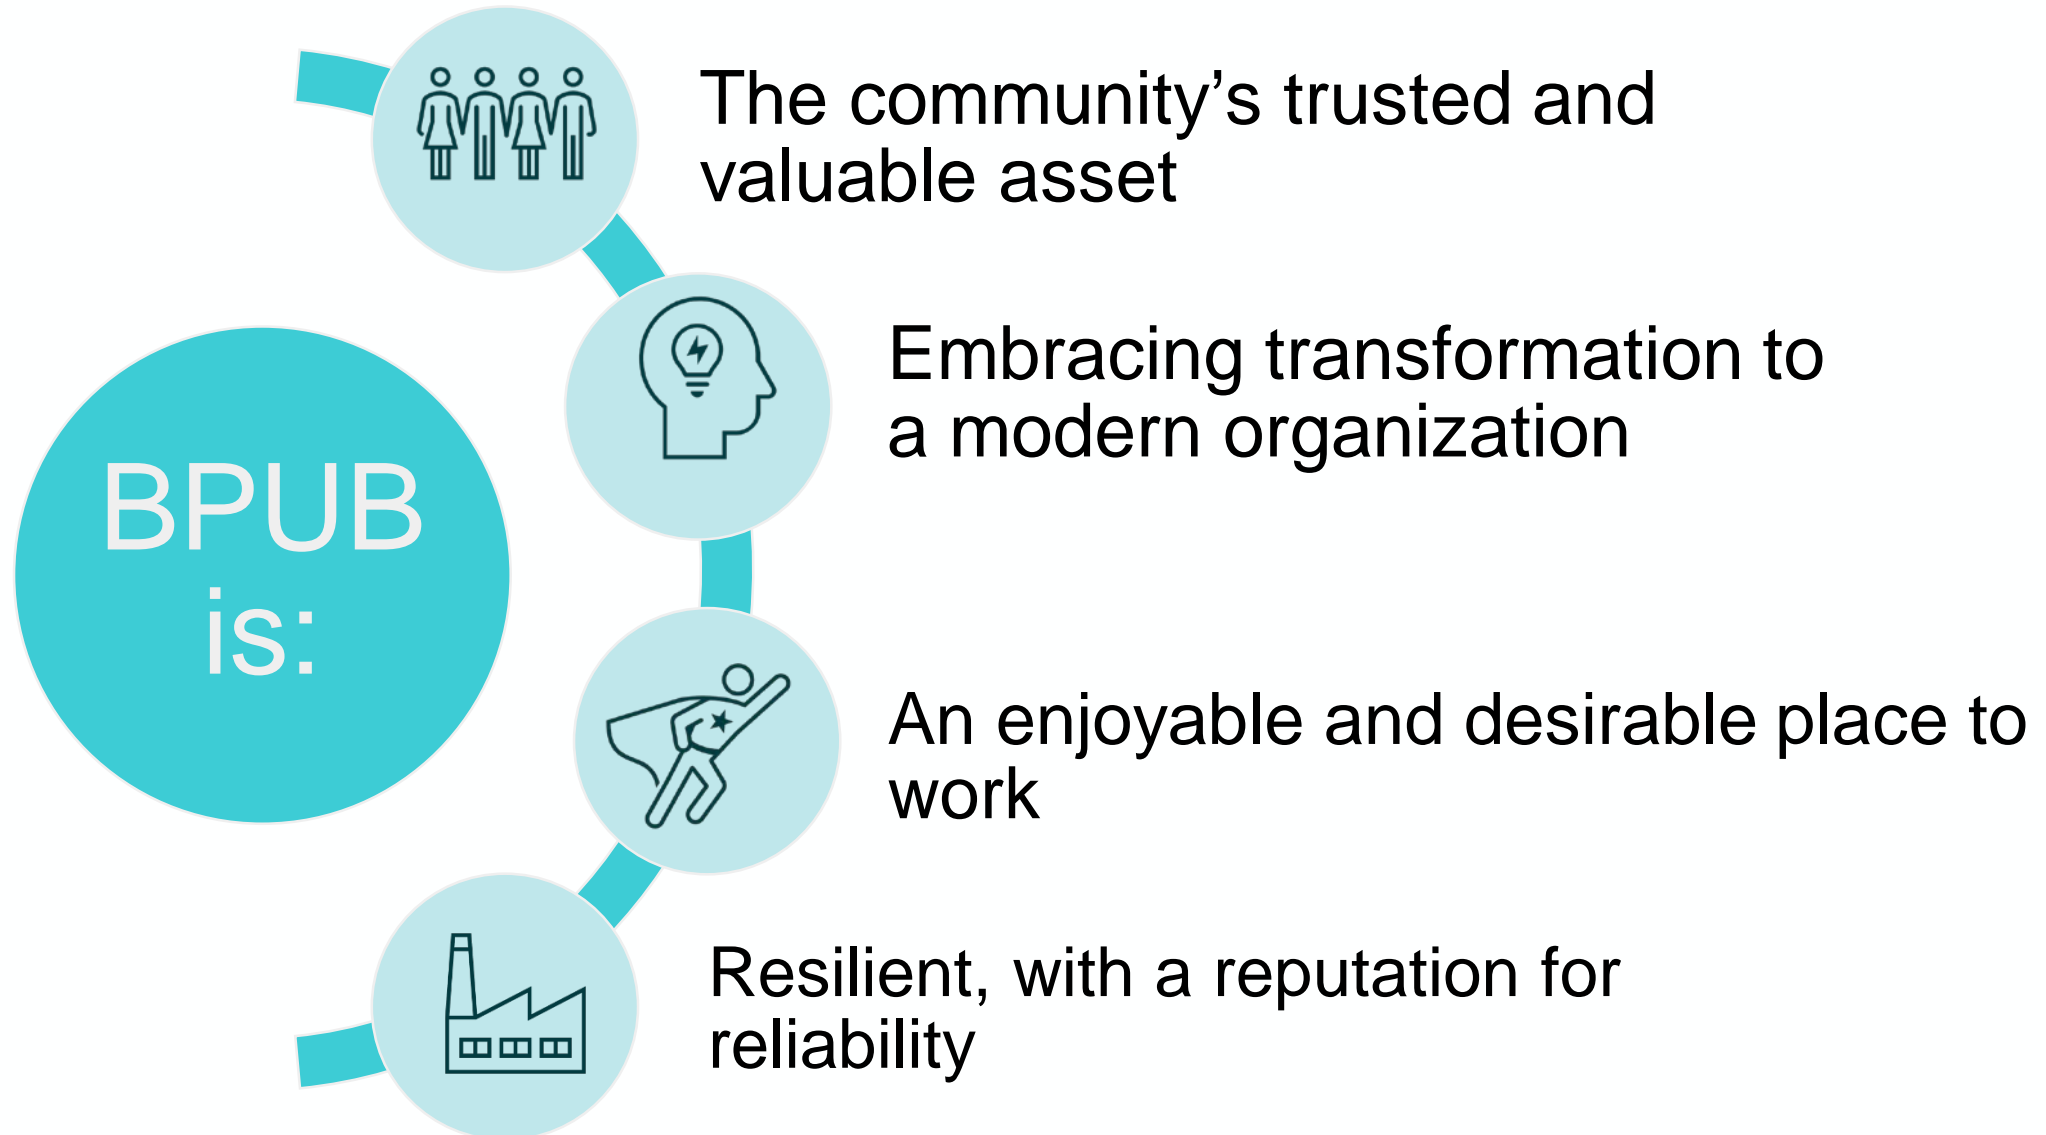 BPUB
is:
The community’s trusted and
valuable asset
Embracing transformation to
a modern organization
An enjoyable and desirable place to
work
Resilient, with a reputation for
reliability